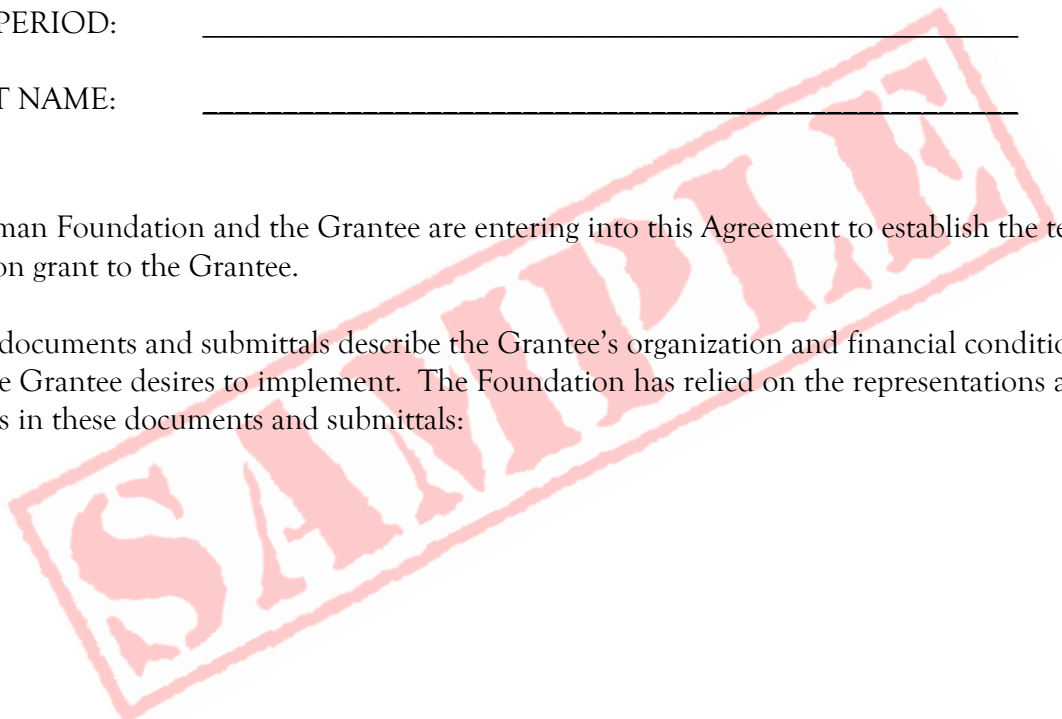 PERIOD: ___________________________________________________
T NAME: ___________________________________________________
man Foundation and the Grantee are entering into this Agreement to establish the te
on grant to the Grantee.
documents and submittals describe the Grantee’s organization and financial conditio
e Grantee desires to implement.  The Foundation has relied on the representations a
s in these documents and submittals:
SAMPLE